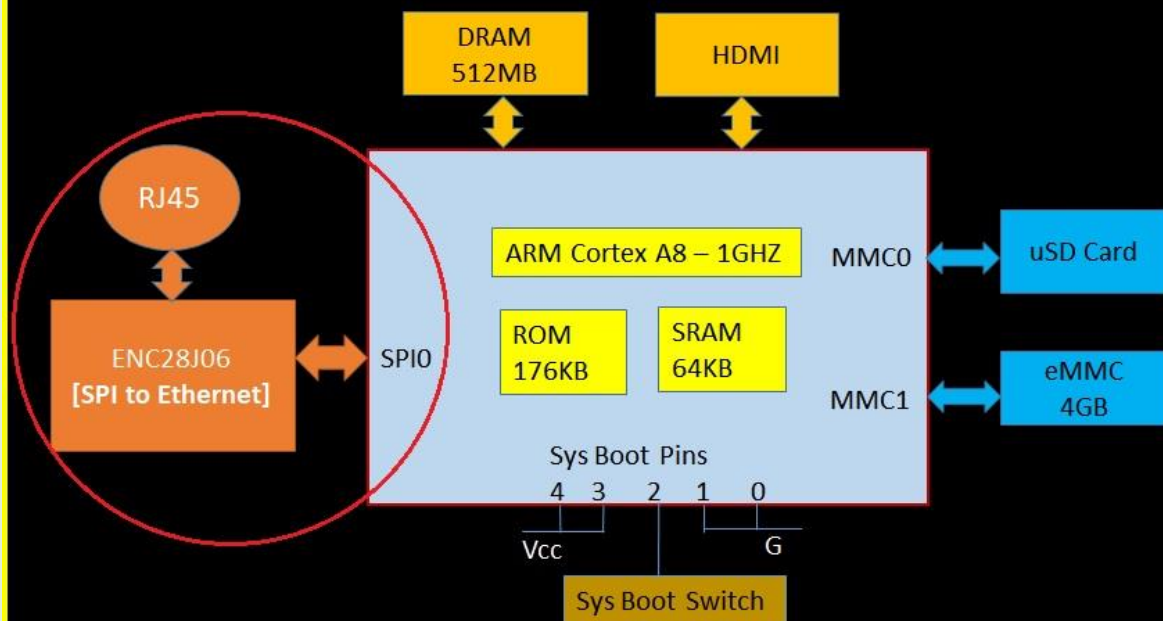 DRAM
512MB
HDMI
RJ45
ARM Cortex A8 – 1GHZ
MMC0
uSD Card
ENC28J06
[SPI to Ethernet]
SPI0
ROM
176KB
SRAM
64KB
MMC1
eMMC
4GB
Sys Boot Pins
4 3 2 1 0
Vcc
G
Sys Boot Switch